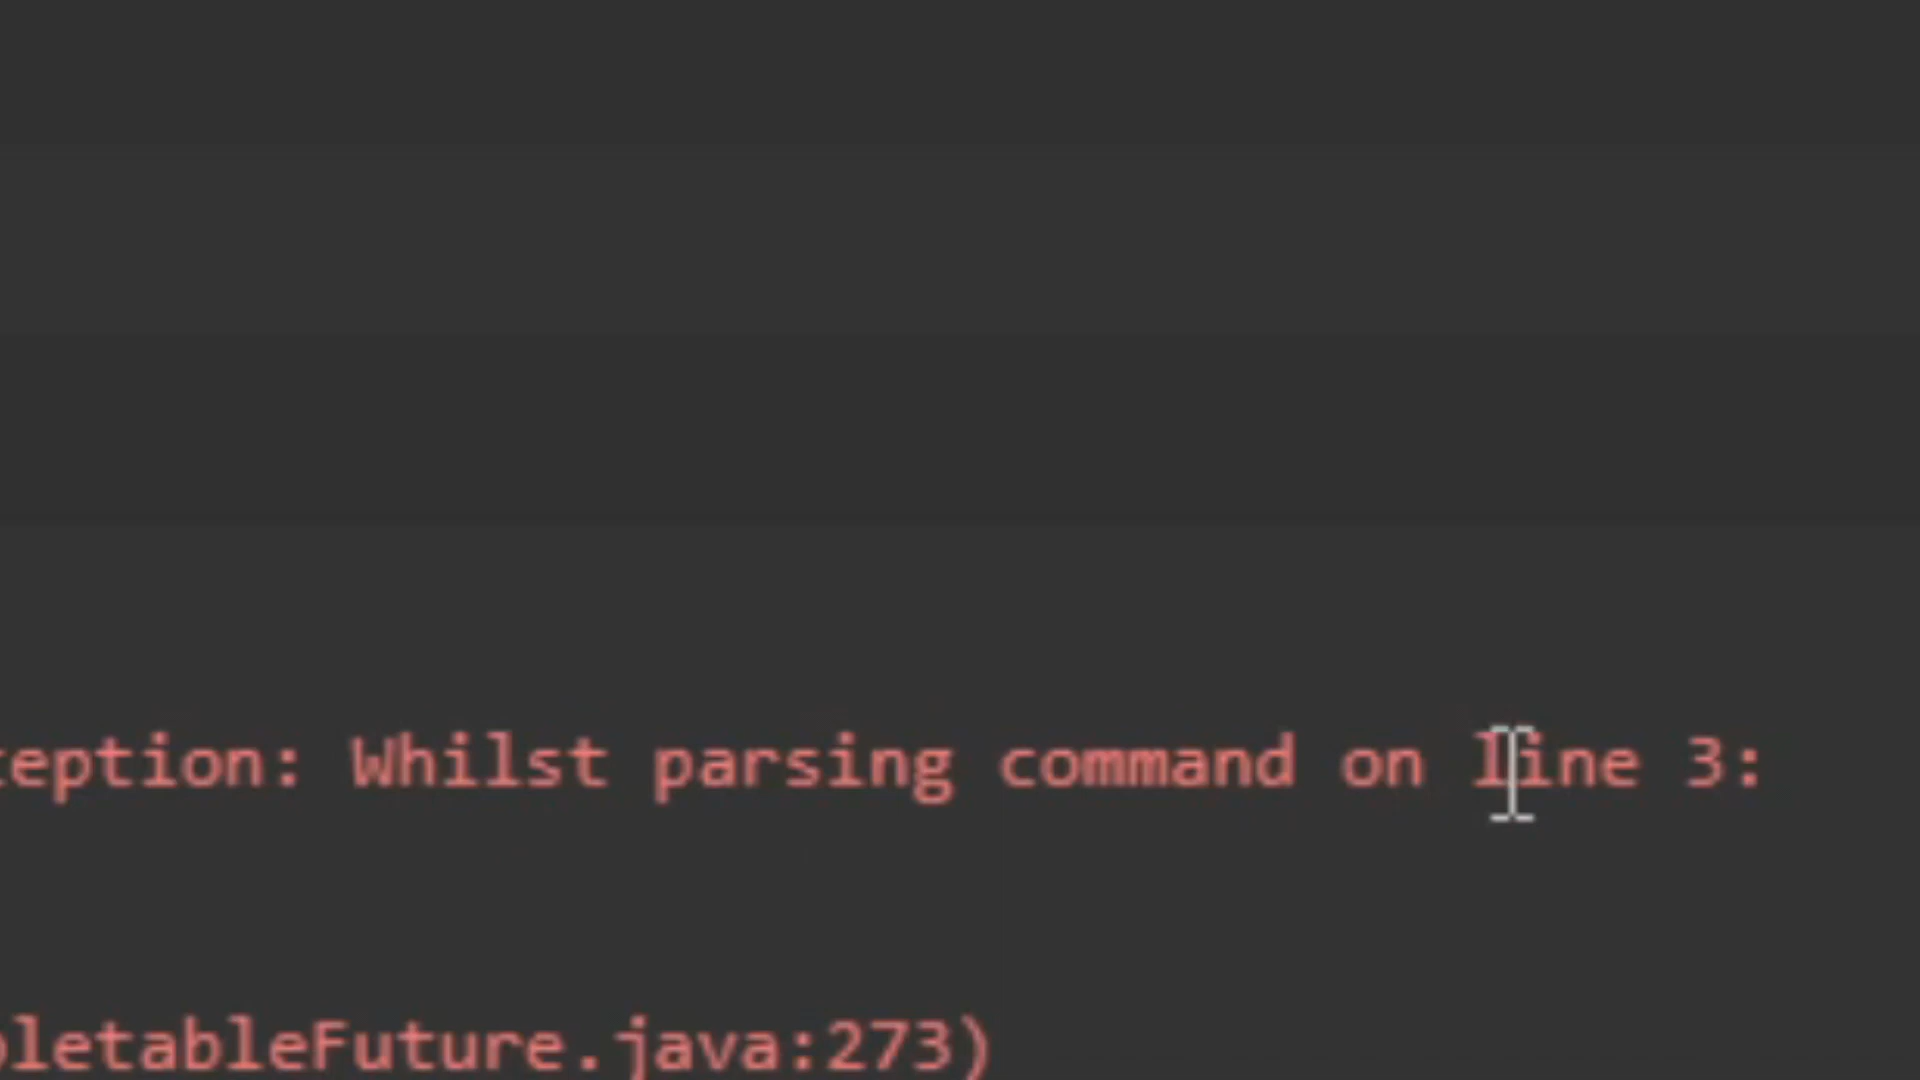 eption: Whilst parsing command on line 3:
letableFuture.java:273)